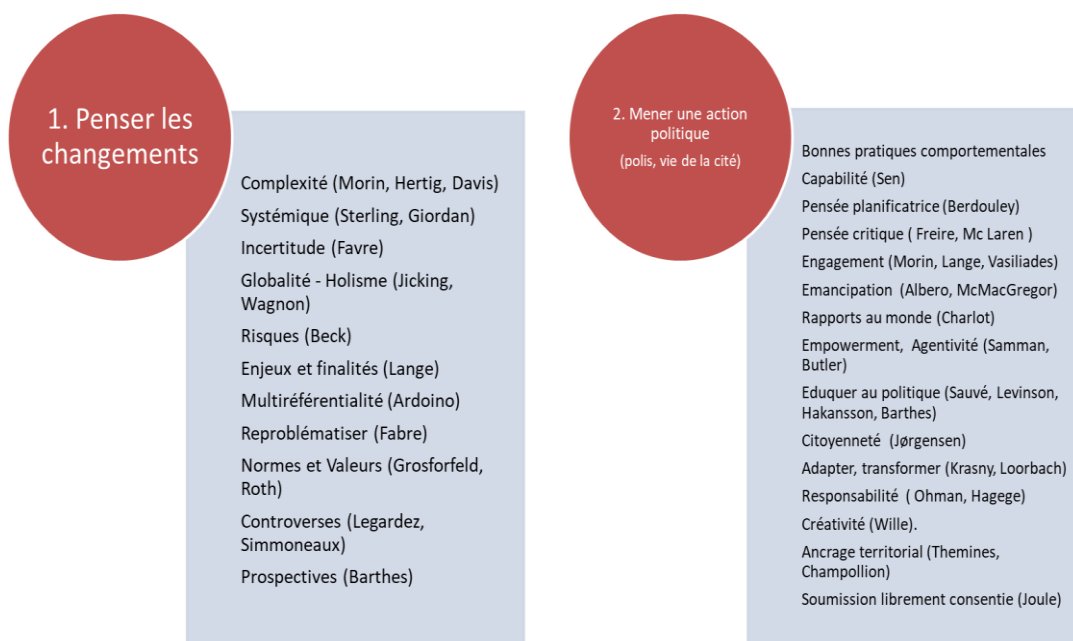 1. Penser les
changements
Complexité (Morin, Hertig, Davis)
Systémique (Sterling, Giordan)
Incertitude (Favre)
Globalité - Holisme (Jicking,
Wagnon)
Risques (Beck)
Enjeux et finalités (Lange)
Multiréférentialité (Ardoino)
Reproblématiser (Fabre)
Normes et Valeurs (Grosforfeld,
Roth)
Controverses (Legardez,
Simmoneaux)
Prospectives (Barthes)
2. Mener une action
politique
(polis, vie de la cité)
Bonnes pratiques comportementales
Capabilité (Sen)
Pensée planificatrice (Berdouley)
Pensée critique ( Freire, Mc Laren )
Engagement (Morin, Lange, Vasiliades)
Emancipation (Albero, McMacGregor)
Rapports au monde (Charlot)
Empowerment, Agentivité (Samman,
Butler)
Eduquer au politique (Sauvé, Levinson,
Hakansson, Barthes)
Citoyenneté (Jørgensen)
Adapter, transformer (Krasny, Loorbach)
Responsabilité ( Ohman, Hagege)
Créativité (Wille).
Ancrage territorial (Themines,
Champollion)
Soumission librement consentie (Joule)